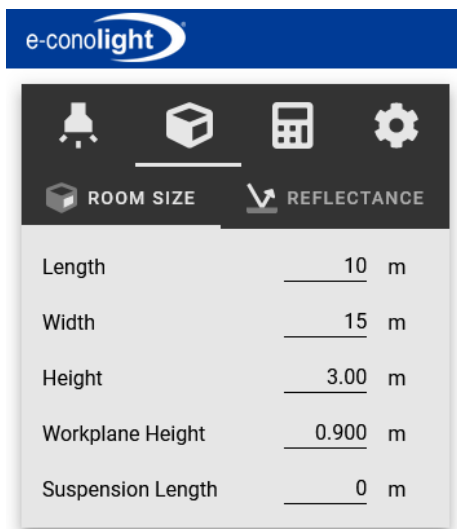 e-conolight®
ROOM SIZE REFLECTANCE
Length 10 m
Width 15 m
Height 3.00 m
Workplane Height 0.900 m
Suspension Length 0 m